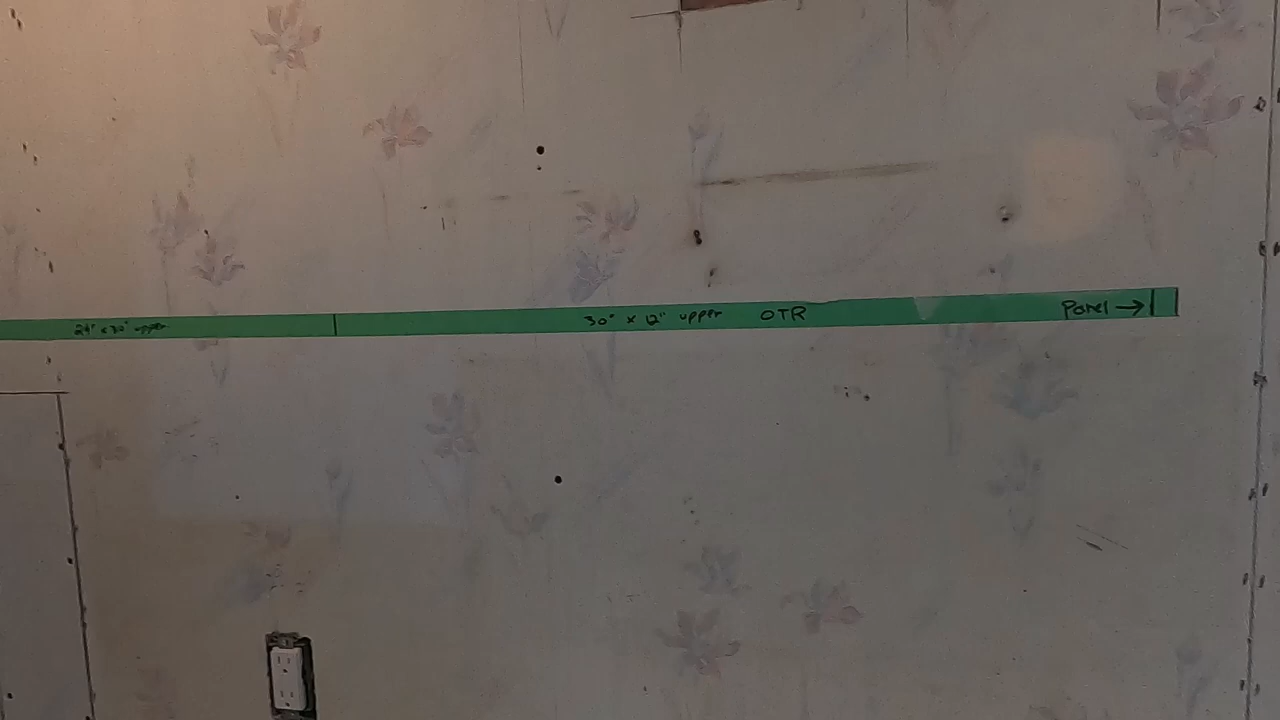 24" x 30" upper
30" x 12" upper OTR
Panel →